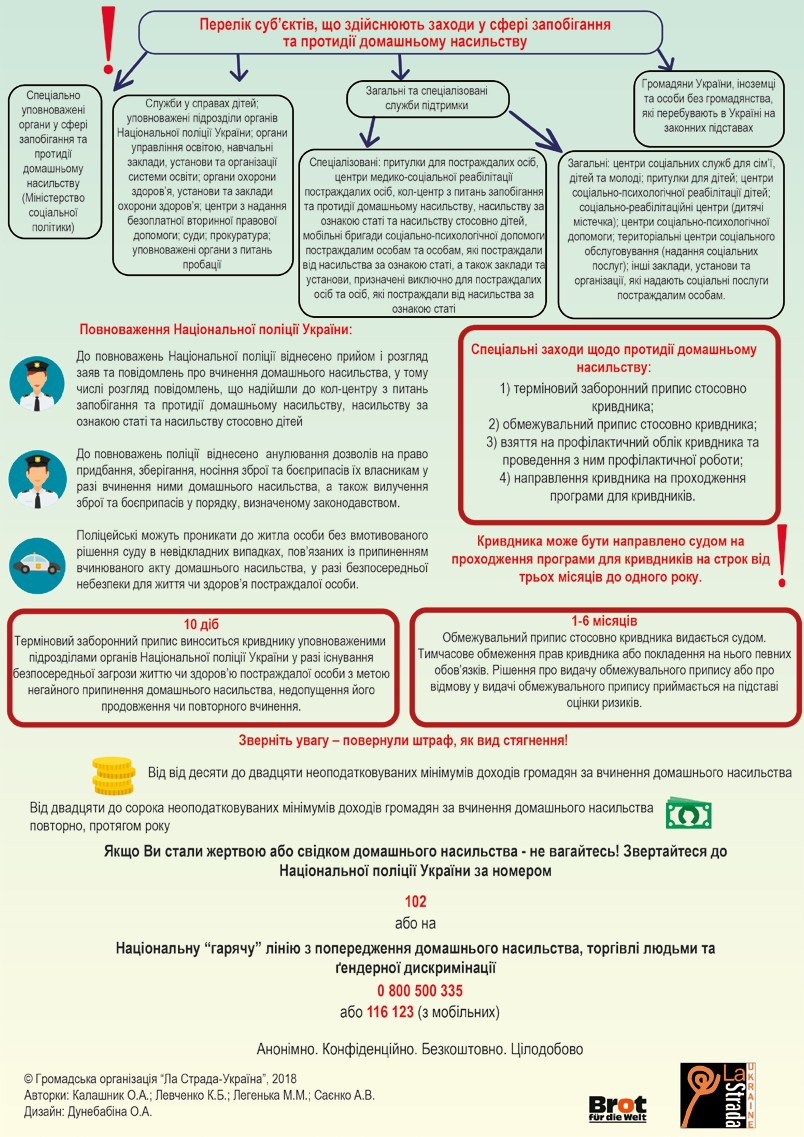 Перелік суб’єктів, що здійснюють заходи у сфері запобігання
та протидії домашньому насильству
Спеціально
уповноважені
органи у сфері
запобігання та
протидії
домашньому
насильству
(Міністерство
соціальної
політики)
Служби у справах дітей;
уповноважені підрозділи органів
Національної поліції України; органи
управління освітою, навчальні
заклади, установи та організації
системи освіти; органи охорони
здоров’я, установи та заклади
охорони здоров’я; центри з надання
безоплатної вторинної правової
допомоги; суди; прокуратура;
уповноважені органи з питань
пробації
Загальні та спеціалізовані
служби підтримки
Громадяни України, іноземці
та особи без громадянства,
які перебувають в Україні на
законних підставах
Спеціалізовані: притулки для постраждалих осіб,
центри медико-соціальної реабілітації
постраждалих осіб, кол-центр з питань запобігання
та протидії домашньому насильству, насильству за
ознакою статі та насильству стосовно дітей,
мобільні бригади соціально-психологічної допомоги
постраждалим особам та особам, які постраждали
від насильства за ознакою статі, а також заклади та
установи, призначені виключно для постраждалих
осіб та осіб, які постраждали від насильства за
ознакою статі
Загальні: центри соціальних служб для сім’ї,
дітей та молоді; притулки для дітей; центри
соціально-психологічної реабілітації дітей;
соціально-реабілітаційні центри (дитячі
містечка); центри соціально-психологічної
допомоги; територіальні центри соціального
обслуговування (надання соціальних
послуг); інші заклади, установи та
організації, які надають соціальні послуги
постраждалим особам.
Повноваження Національної поліції України:
До повноважень Національної поліції віднесено прийом і розгляд
заяв та повідомлень про вчинення домашнього насильства, у тому
числі розгляд повідомлень, що надійшли до кол-центру з питань
запобігання та протидії домашньому насильству, насильству за
ознакою статі та насильству стосовно дітей
До повноважень поліції віднесено анулювання дозволів на право
придбання, зберігання, носіння зброї та боєприпасів їх власникам у
разі вчинення ними домашнього насильства, а також вилучення
зброї та боєприпасів у порядку, визначеному законодавством.
Поліцейські можуть проникати до житла особи без вмотивованого
рішення суду в невідкладних випадках, пов’язаних із припиненням
вчинюваного акту домашнього насильства, у разі безпосередньої
небезпеки для життя чи здоров’я постраждалої особи.
Спеціальні заходи щодо протидії домашньому
насильству:
1) терміновий заборонний припис стосовно
кривдника;
2) обмежувальний припис стосовно кривдника;
3) взяття на профілактичний облік кривдника та
проведення з ним профілактичної роботи;
4) направлення кривдника на проходження
програми для кривдників.
Кривдника може бути направлено судом на
проходження програми для кривдників на строк від
трьох місяців до одного року.
10 діб
Терміновий заборонний припис виноситься кривднику уповноваженими
підрозділами органів Національної поліції України у разі існування
безпосередньої загрози життю чи здоров’ю постраждалої особи з метою
негайного припинення домашнього насильства, недопущення його
продовження чи повторного вчинення.
1-6 місяців
Обмежувальний припис стосовно кривдника видається судом.
Тимчасове обмеження прав кривдника або покладення на нього певних
обов’язків. Рішення про видачу обмежувального припису або про
відмову у видачі обмежувального припису приймається на підставі
оцінки ризиків.
Зверніть увагу – повернули штраф, як вид стягнення!
Від від десяти до двадцяти неоподатковуваних мінімумів доходів громадян за вчинення домашнього насильства
Від двадцяти до сорока неоподатковуваних мінімумів доходів громадян за вчинення домашнього насильства
повторно, протягом року
Якщо Ви стали жертвою або свідком домашнього насильства - не вагайтесь! Звертайтеся до
Національної поліції України за номером
102
або на
Національну “гарячу” лінію з попередження домашнього насильства, торгівлі людьми та
ґендерної дискримінації
0 800 500 335
або 116 123 (з мобільних)
Анонімно. Конфіденційно. Безкоштовно. Цілодобово
© Громадська організація “Ла Страда-Україна”, 2018
Авторки: Калашник О.А.; Левченко К.Б.; Легенька М.М.; Саєнко А.В.
Дизайн: Дунебабіна О.А.
Brot
für die Welt
La
Strada
UKRAINE